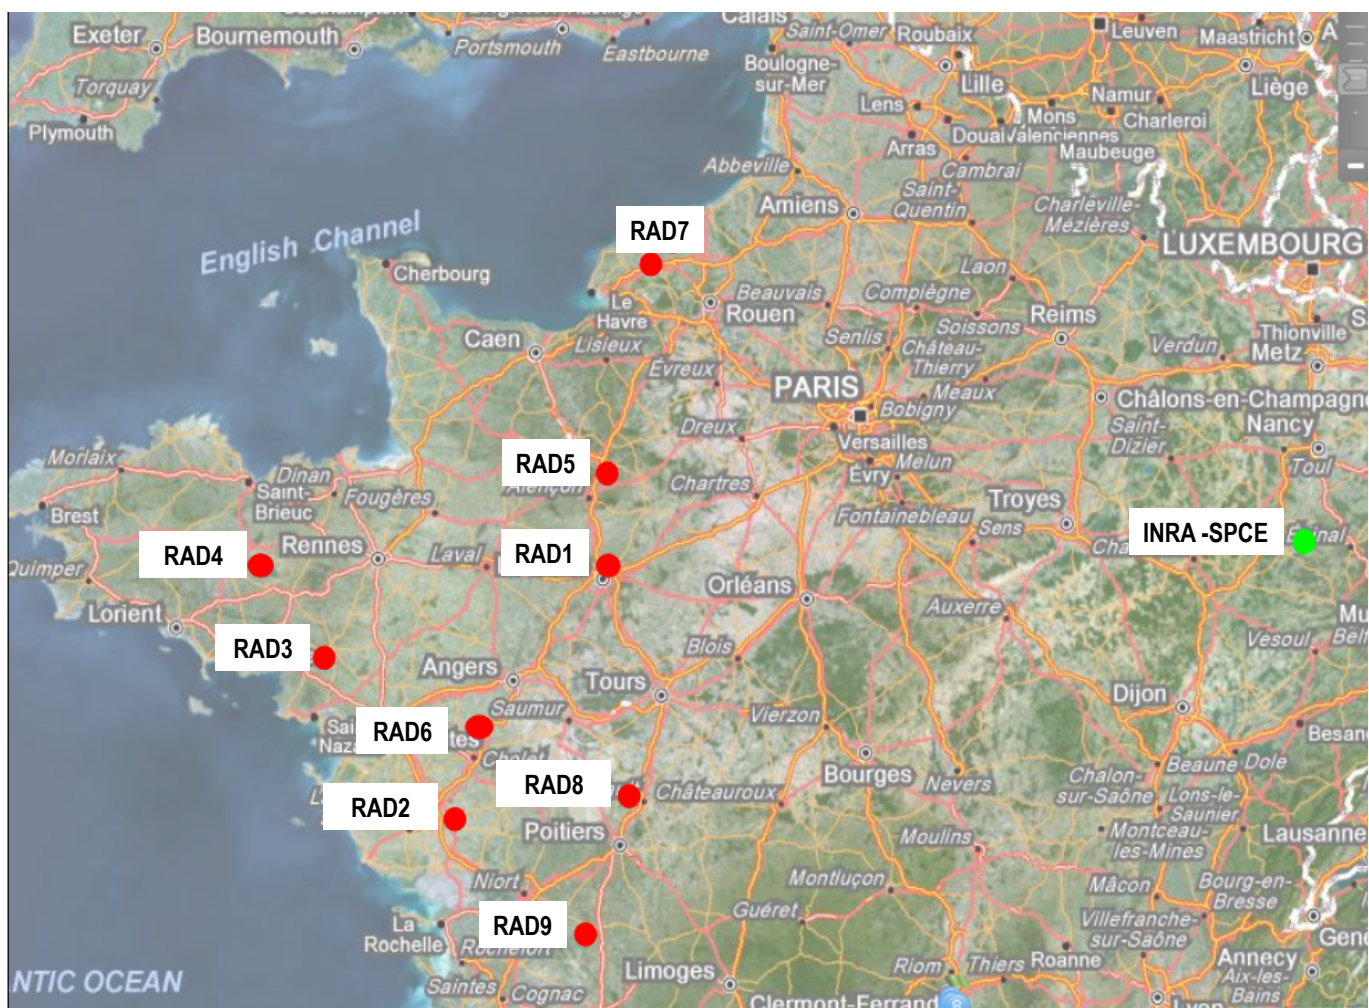 Calais
Exeter
Bournemouth
Portsmouth
Eastbourne
Saint-Omer
Roubaix
Leuven
Maastricht
A
Torquay
Plymouth
Boulogne-
sur-Mer
Lille
Liège
Lens
Namur
Mons
Charleroi
Douai
Valenciennes
Maubeuge
Arras
Cambrai
Abbeville
Saint-
Quentin
Amiens
Charleville-
Mézières
LUXEMBOURG
English Channel
RAD7
Cherbourg
Laon
Le
Havre
Rouen
Beauvais
Compiègne
Soissons
Reims
S
Thionville
Caen
Lisieux
Senlis
Château-
Thierry
Verdun
Metz
Évreux
PARIS
Meaux
Bobigny
Châlons-en-Champagne
Dreux
Versailles
Saint-
Dizier
Nancy
Morlaix
Dinan
RAD5
Melun
Évry
Toul
Saint-
Brieuc
Fougères
Alençon
Chartres
Troyes
Brest
Fontainebleau
Sens
INRA -SPCE
RAD4
Rennes
Laval
RAD1
Quimper
Lorient
Orléans
Auxerre
Vesoul
RAD3
Angers
Blois
Tours
Dijon
Saumur
Vierzon
RAD6
Cholet
Bourges
Nevers
Beaune
Dole
RAD8
Châteauroux
Chalon-
sur-Saône
Lons-le-
Saunier
RAD2
Poitiers
Moulins
Montceau-
les-Mines
Lausanne
Niort
Montluçon
Mâcon
Bourg-en-
Bresse
La
Rochelle
RAD9
Guéret
Villefranche-
sur-Saône
Rochefort
Limoges
Riom
Thiers
Roanne
Annecy
NTIC OCEAN
Saintes
Cognac
Clermont-Ferrand
Lyon
Aix-les-
Bains